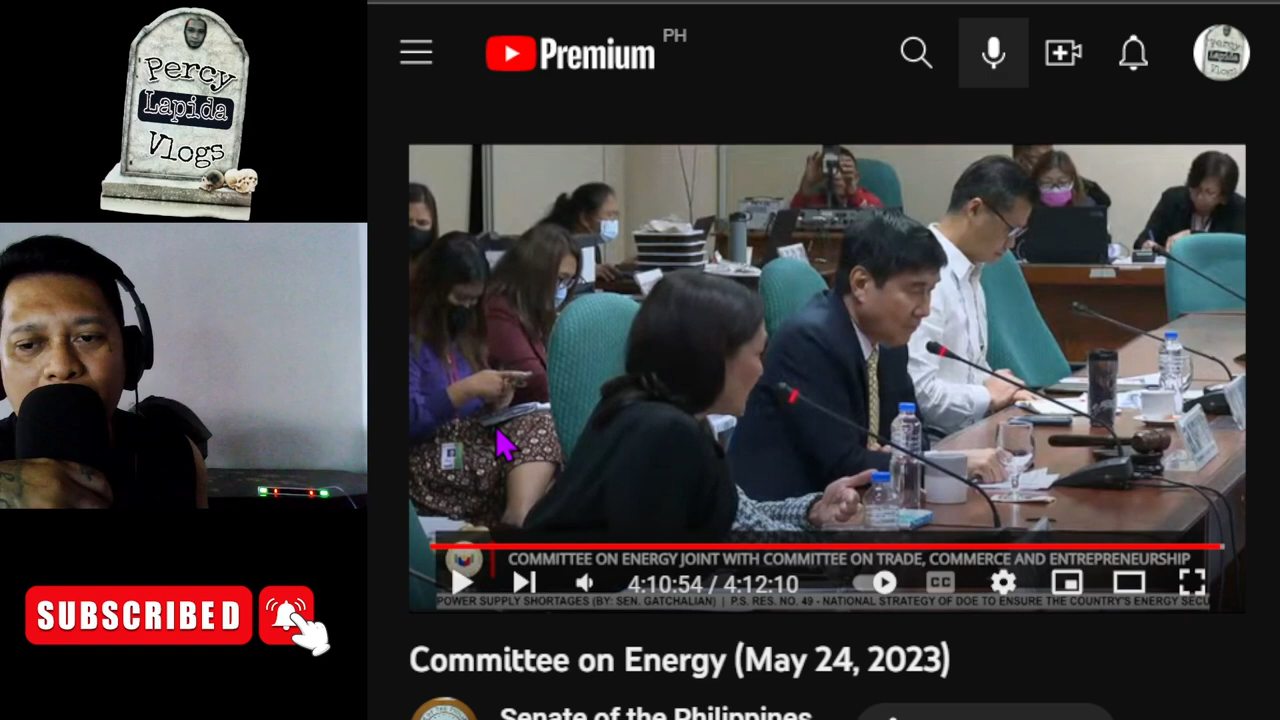 Percy
Lapida
Vlogs
SUBSCRIBED
Premium PH
COMMITTEE ON ENERGY JOINT WITH COMMITTEE ON TRADE, COMMERCE AND ENTREPRENEURSHIP
4:10:54 / 4:12:10
CC
POWER SUPPLY SHORTAGES (BY: SEN. GATCHALIAN) | P.S. RES. NO. 49 - NATIONAL STRATEGY OF DOE TO ENSURE THE COUNTRY'S ENERGY SECU
Committee on Energy (May 24, 2023)
Senate of the Philippines